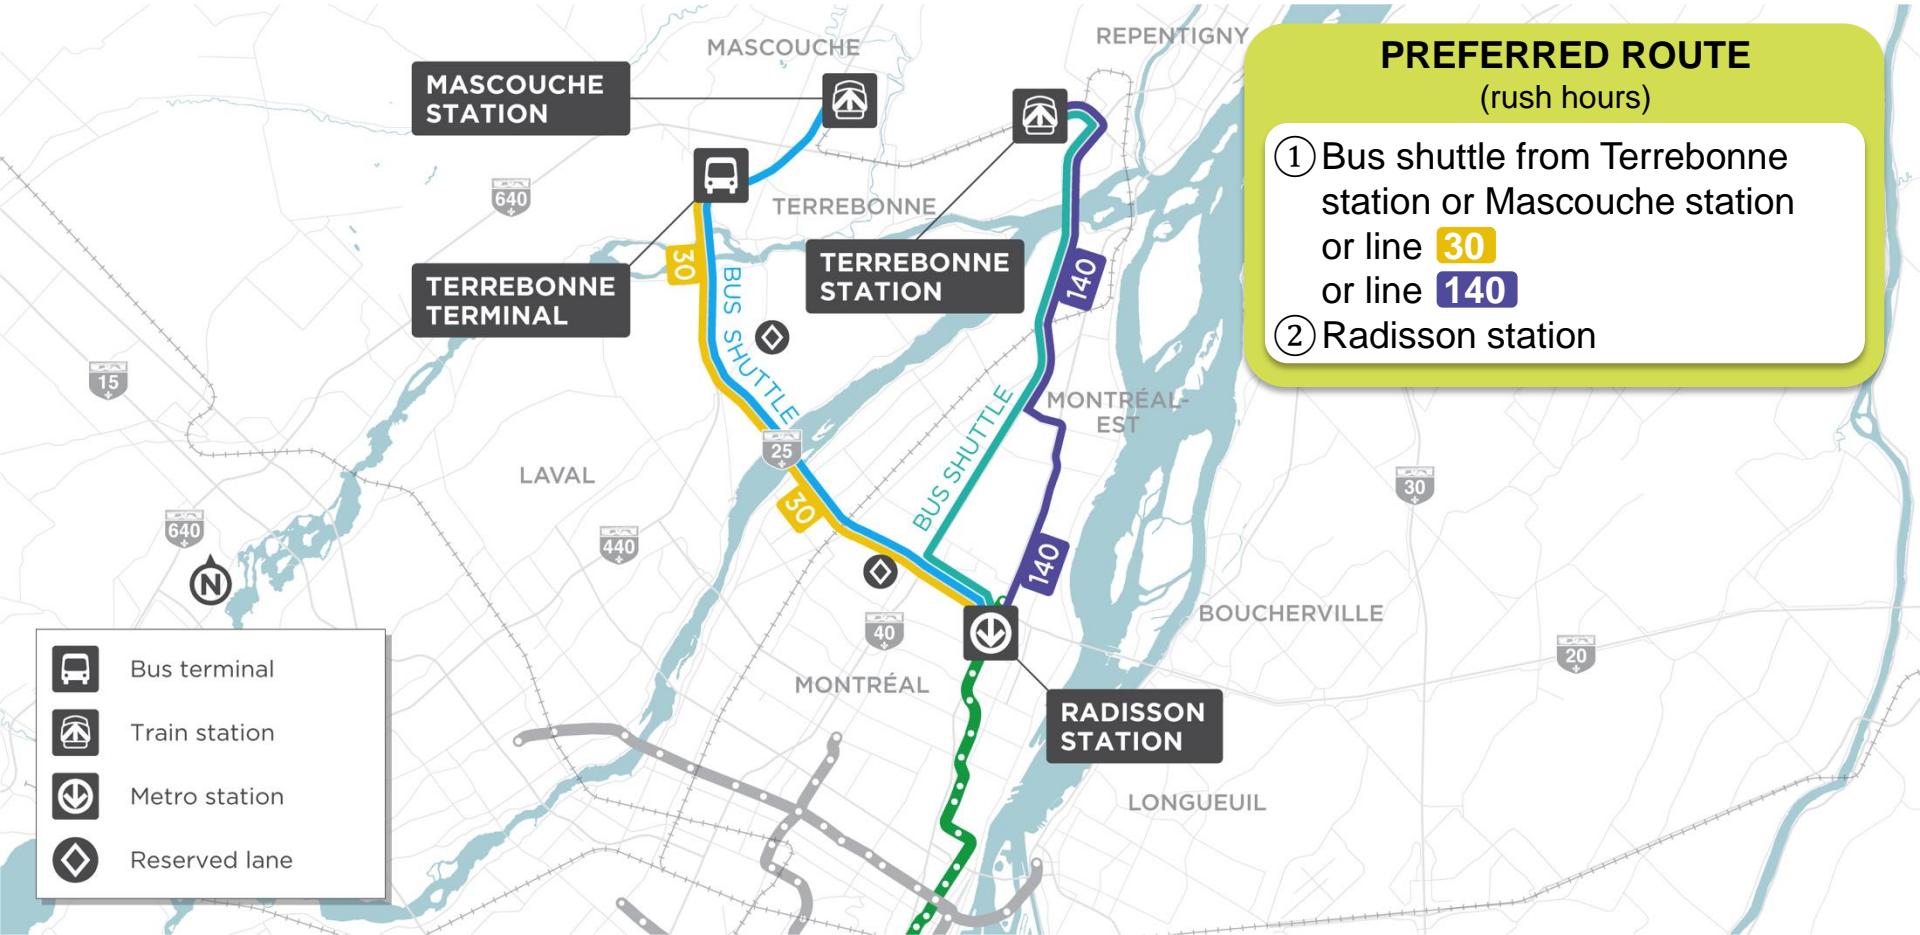 MASCOUCHE
REPENTIGNY
MASCOUCHE
STATION
TERREBONNE
640
30
TERREBONNE
TERMINAL
TERREBONNE
STATION
BUS SHUTTLE
140
15
25
LAVAL
30
BUS SHUTTLE
MONTRÉAL-
EST
30
640
440
140
N
40
BOUCHERVILLE
20
MONTRÉAL
RADISSON
STATION
LONGUEUIL
PREFERRED ROUTE
(rush hours)
1 Bus shuttle from Terrebonne
station or Mascouche station
or line 30
or line 140
2 Radisson station
Bus terminal
Train station
Metro station
Reserved lane